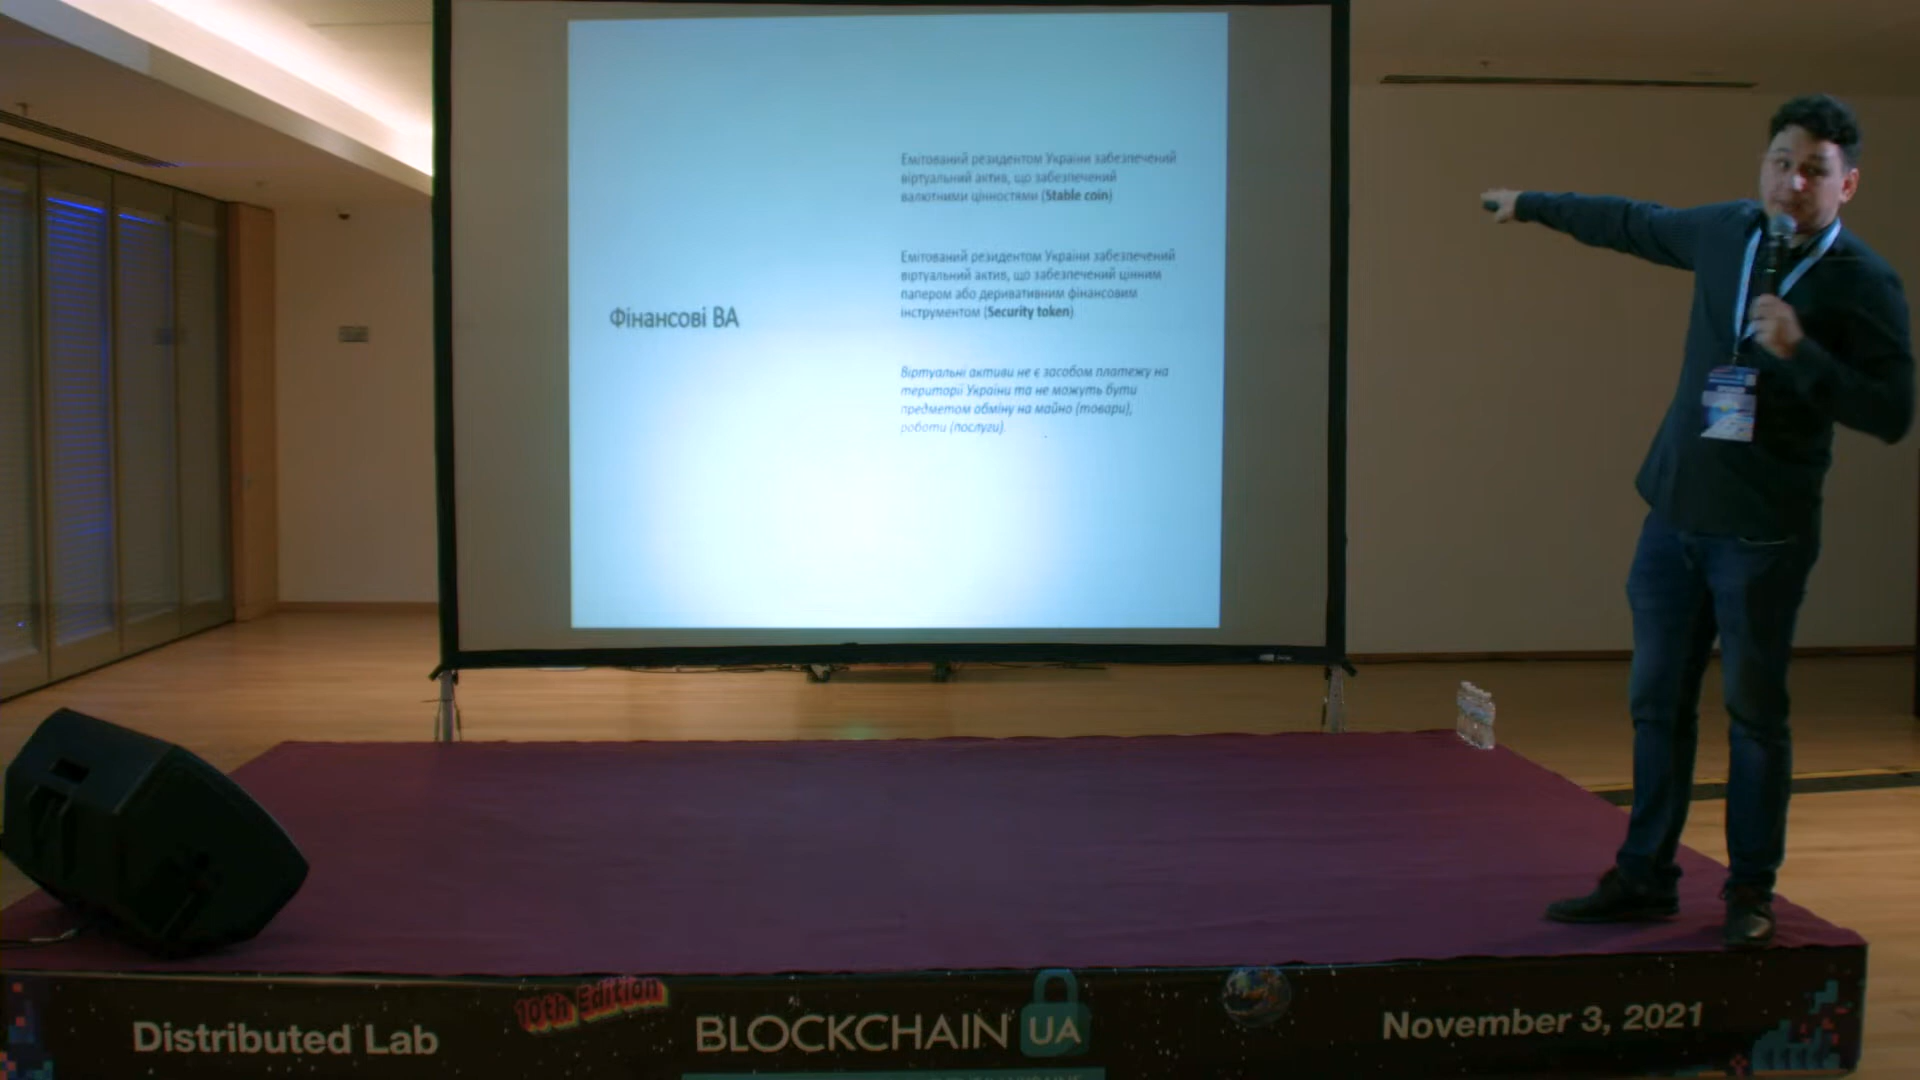 Емітований резидентом України забезпечений
віртуальний актив, що забезпечений
валютними цінностями (Stable coin)
Емітований резидентом України забезпечений
віртуальний актив, що забезпечений цінним
папером або деривативним фінансовим
інструментом (Security token)
Фінансові ВА
Віртуальні активи не є засобом платежу на
території України та не можуть бути
предметом обміну на майно (товари),
роботи (послуги).
10th Edition
Distributed Lab
BLOCKCHAIN UA
November 3, 2021